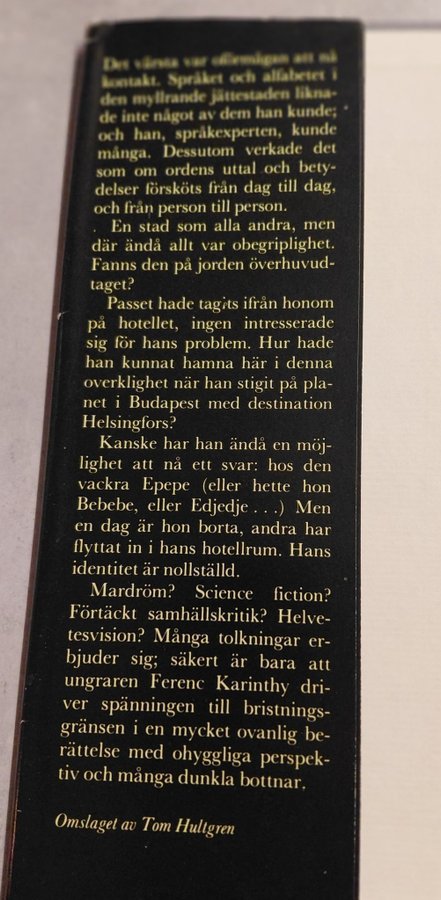 Det värsta var oförmågan att nå
kontakt. Språket och alfabetet i
den myllrande jättestaden likna-
de inte något av dem han kunde;
och han, språkexperten, kunde
många. Dessutom verkade det
som om ordens uttal och bety-
delser försköts från dag till dag,
och från person till person.
En stad som alla andra, men
där ändå allt var obegriplighet.
Fanns den på jorden överhuvud-
taget?
Passet hade tagits ifrån honom
på hotellet, ingen intresserade
sig för hans problem. Hur hade
han kunnat hamna här i denna
overklighet när han stigit på pla-
net i Budapest med destination
Helsingfors?
Kanske har han ändå en möj-
lighet att nå ett svar: hos den
vackra Epepe (eller hette hon
Bebebe, eller Edjedje . . .) Men
en dag är hon borta, andra har
flyttat in i hans hotellrum. Hans
identitet är nollställd.
Mardröm? Science fiction?
Förtäckt samhällskritik? Helve-
tesvision? Många tolkningar er-
bjuder sig; säkert är bara att
ungraren Ferenc Karinthy dri-
ver spänningen till bristnings-
gränsen i en mycket ovanlig be-
rättelse med ohyggliga perspek-
tiv och många dunkla bottnar.
Omslaget av Tom Hultgren